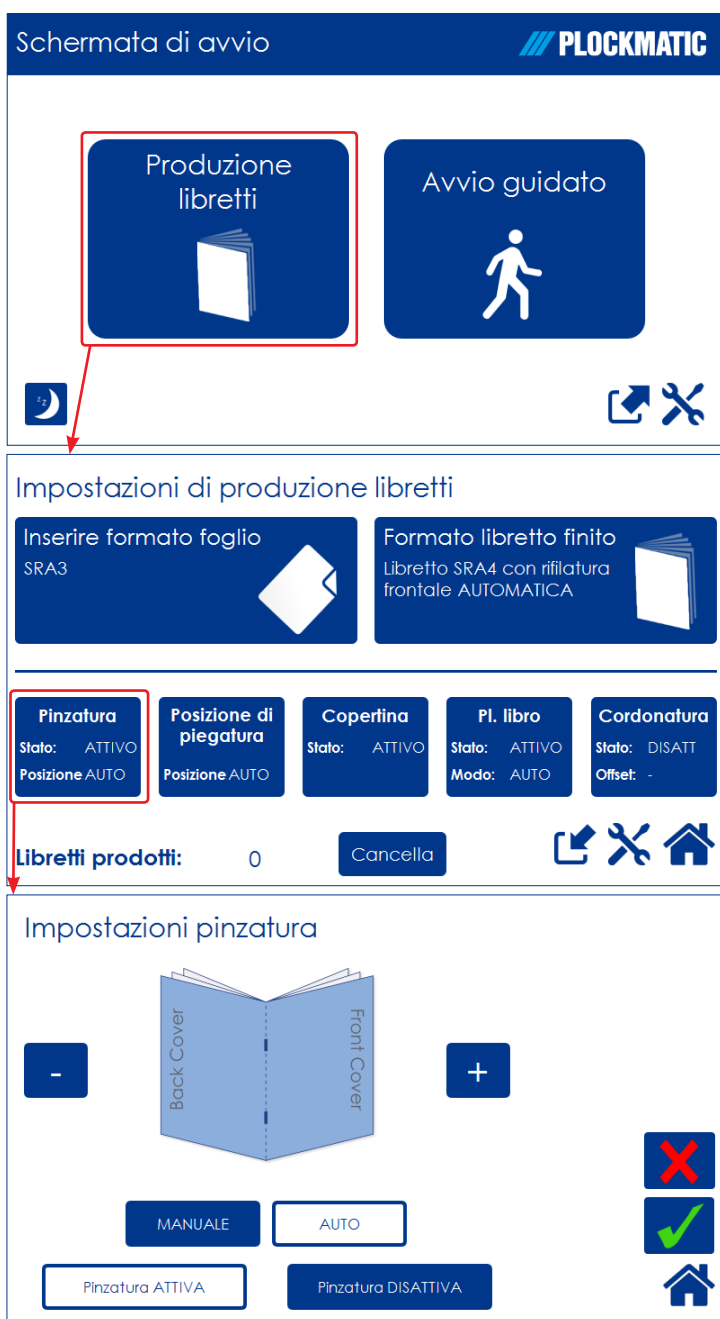 Schermata di avvio
PLOCKMATIC
Produzione
libretti
Avvio guidato
z z
Impostazioni di produzione libretti
Inserire formato foglio
SRA3
Formato libretto finito
Libretto SRA4 con rifilatura
frontale AUTOMATICA
Pinzatura
Stato: ATTIVO
Posizione AUTO
Posizione di
piegatura
Posizione AUTO
Copertina
Stato: ATTIVO
Pl. libro
Stato: ATTIVO
Modo: AUTO
Cordonatura
Stato: DISATT
Offset: -
Libretti prodotti: 0
Cancella
Impostazioni pinzatura
Back Cover
Front Cover
-
+
MANUALE
AUTO
Pinzatura ATTIVA
Pinzatura DISATTIVA